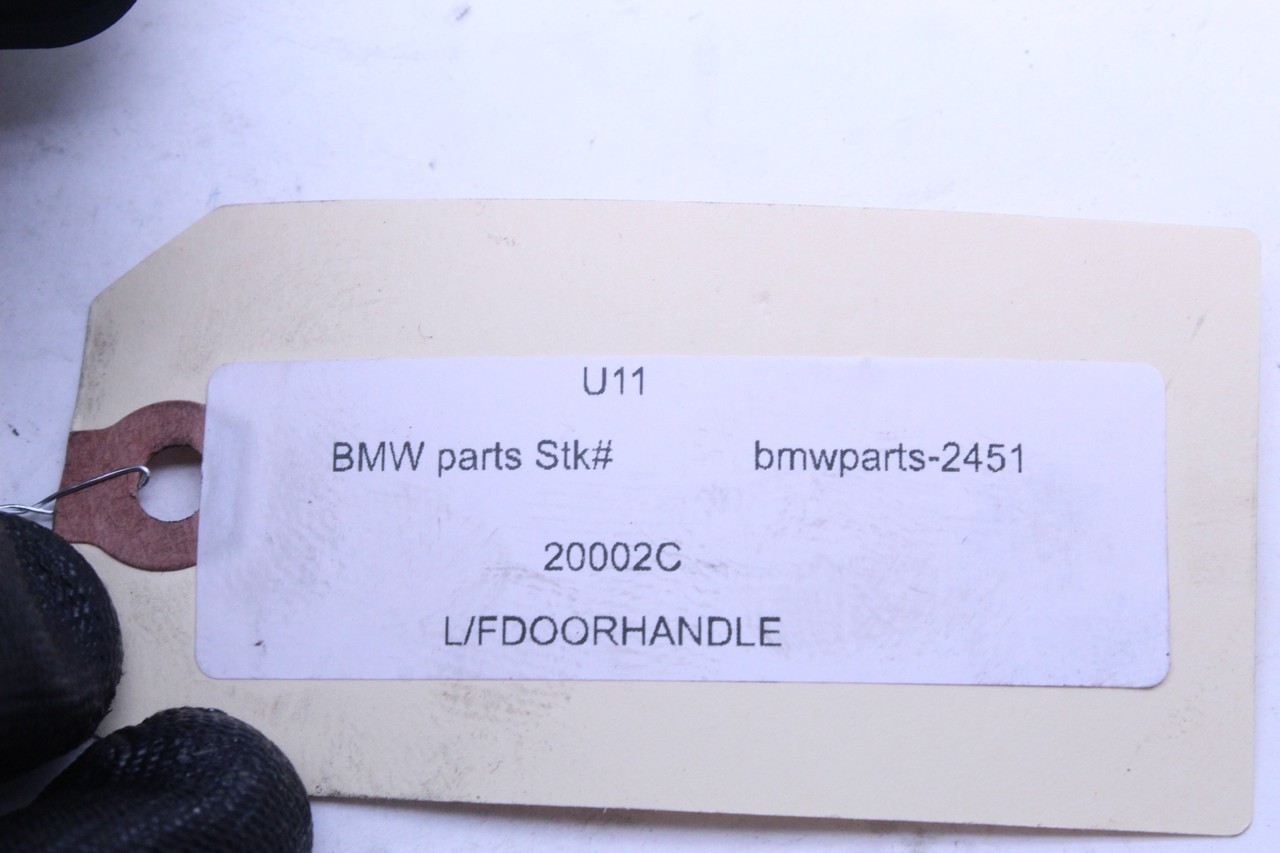 U11
BMW parts Stk# bmwparts-2451
20002C
L/FDOORHANDLE